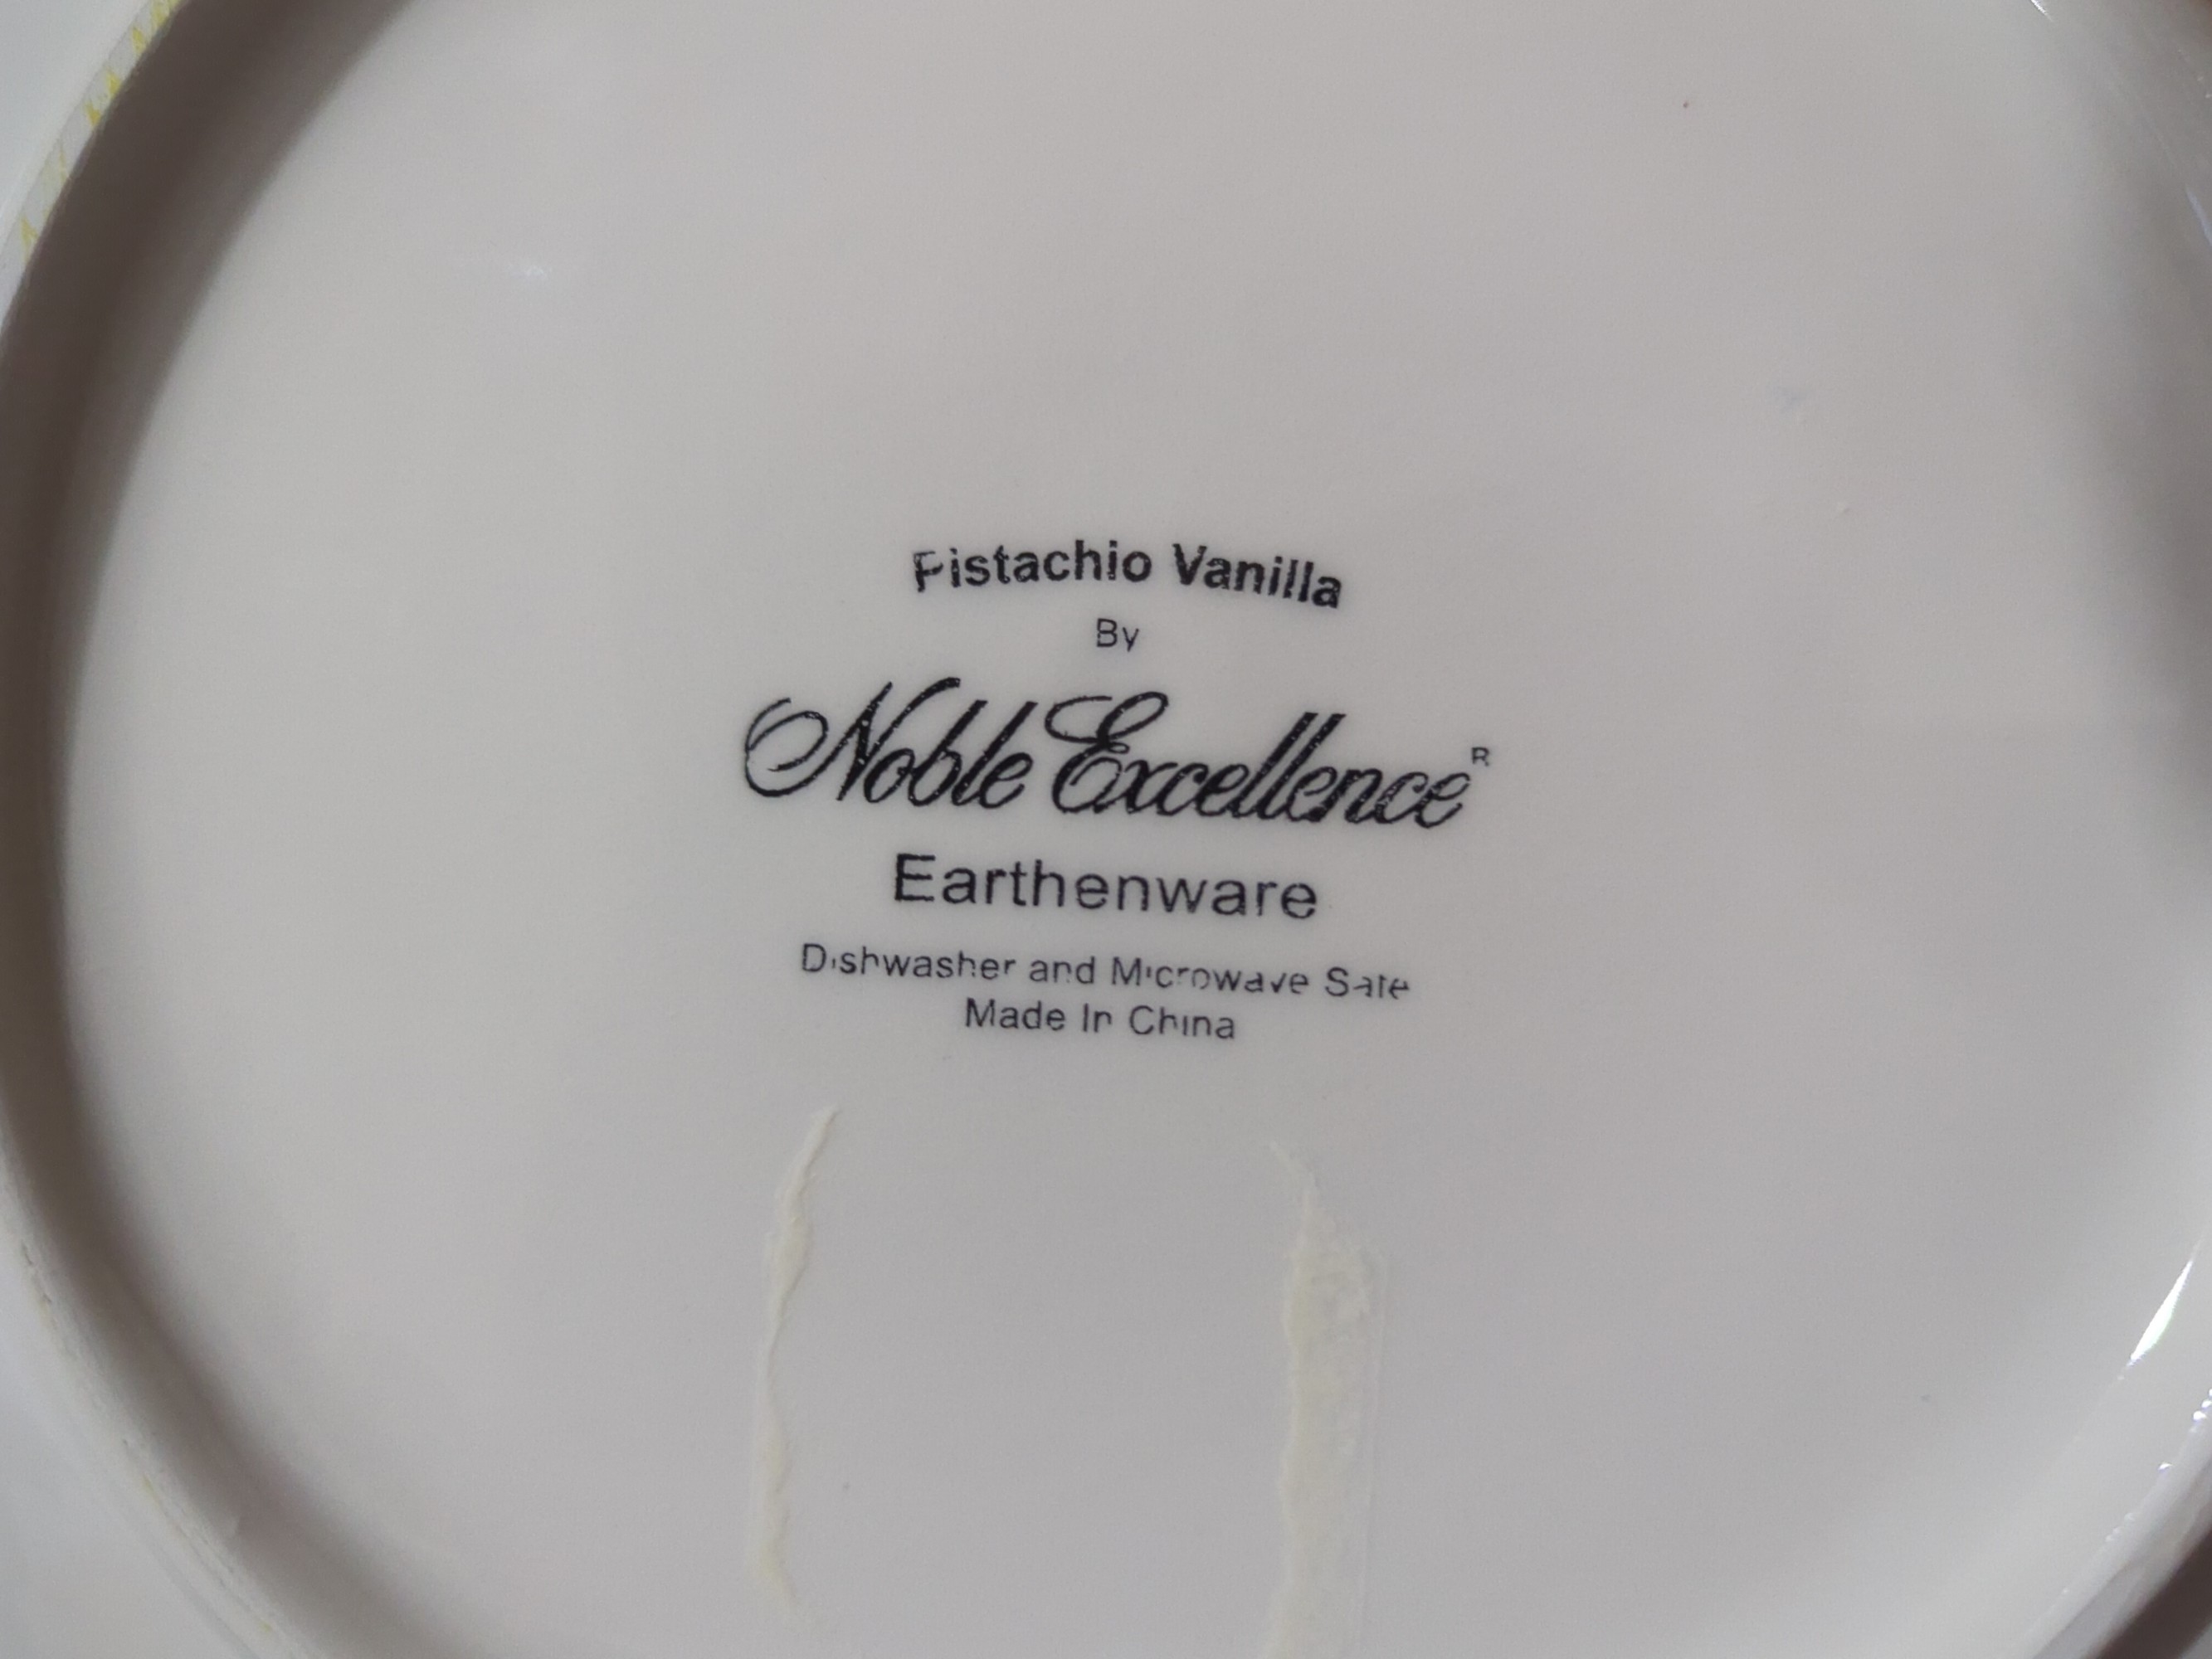 Pistachio Vanilla
By
Noble Excellence®
Earthenware
Dishwasher and Microwave Safe
Made In China